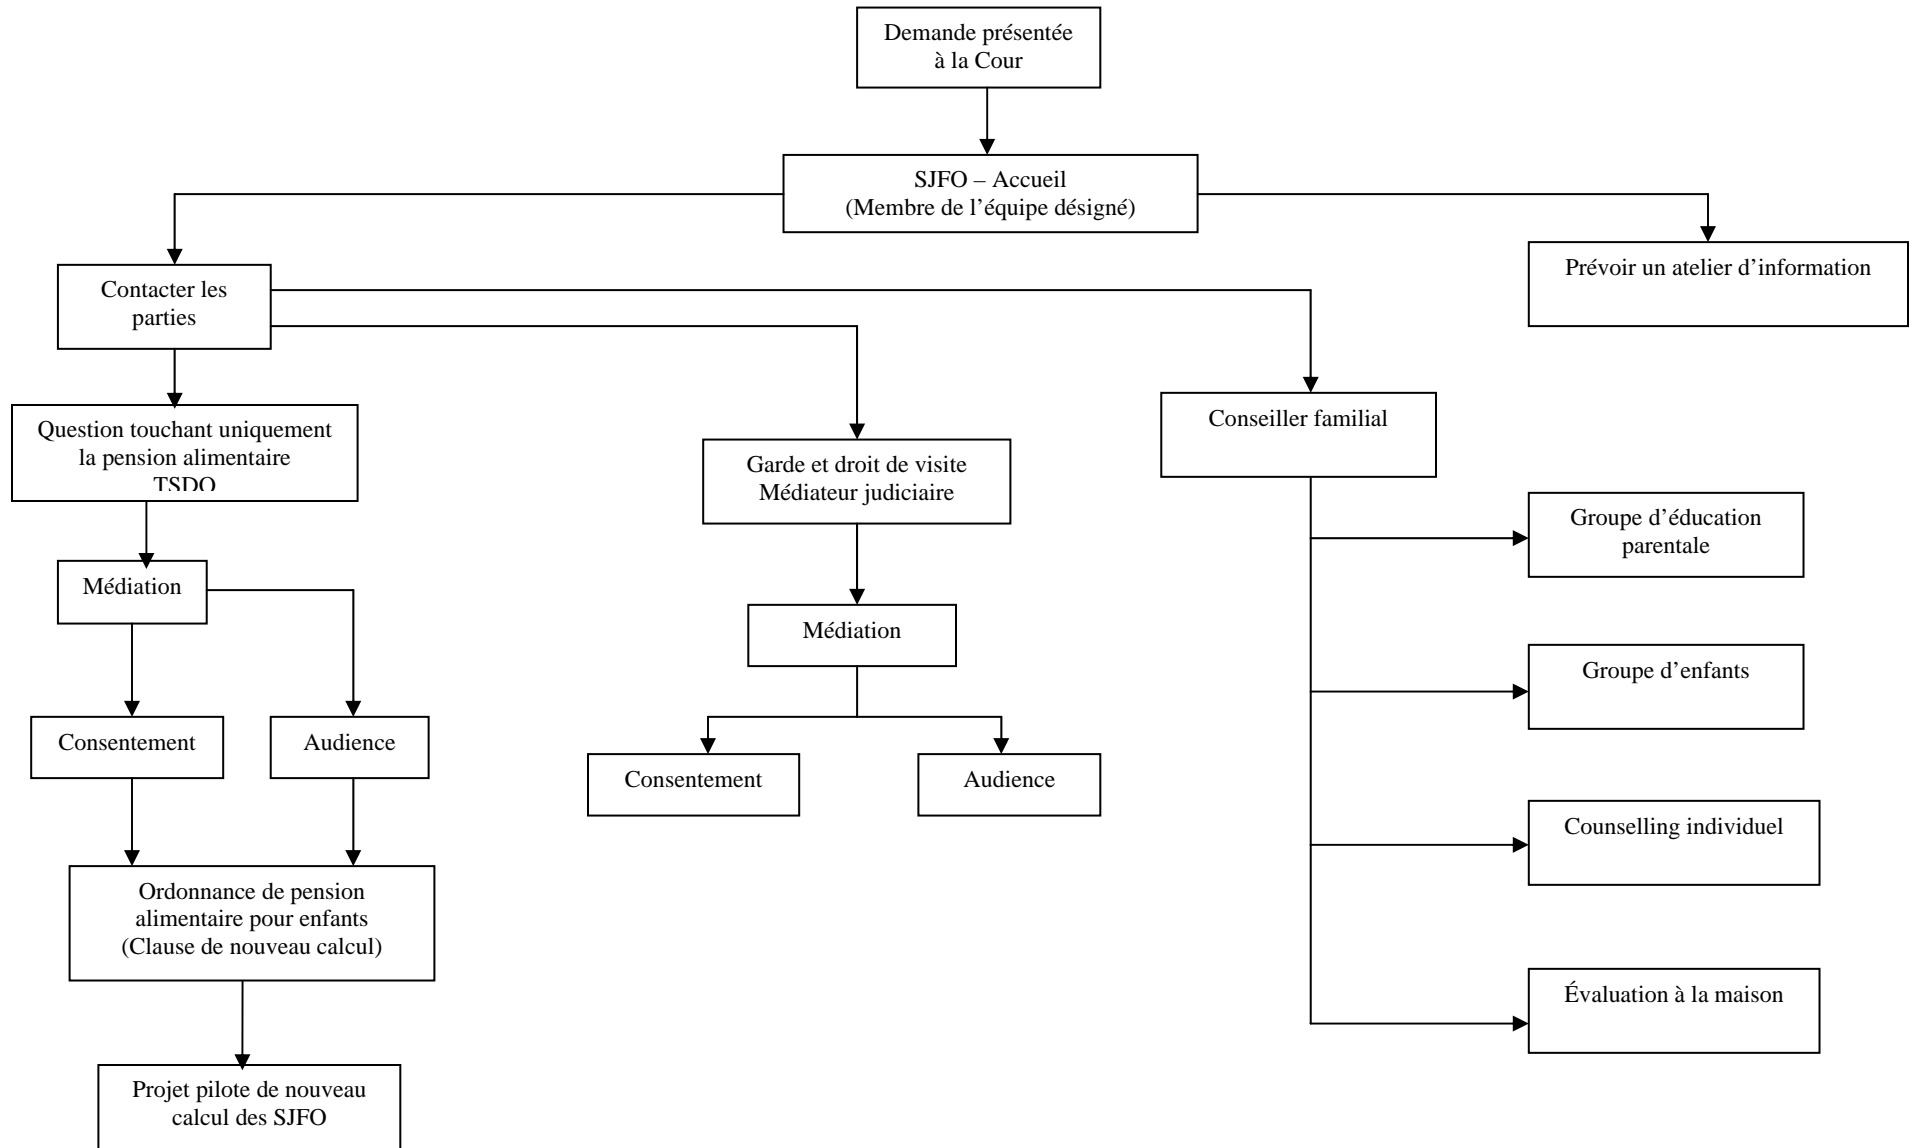 Demande présentée
à la Cour
SJFO – Accueil
(Membre de l’équipe désigné)
Prévoir un atelier d’information
Contacter les
parties
Conseiller familial
Question touchant uniquement
la pension alimentaire
TSDO
Garde et droit de visite
Médiateur judiciaire
Groupe d’éducation
parentale
Médiation
Médiation
Groupe d’enfants
Consentement
Audience
Consentement
Audience
Counselling individuel
Ordonnance de pension
alimentaire pour enfants
(Clause de nouveau calcul)
Évaluation à la maison
Projet pilote de nouveau
calcul des SJFO